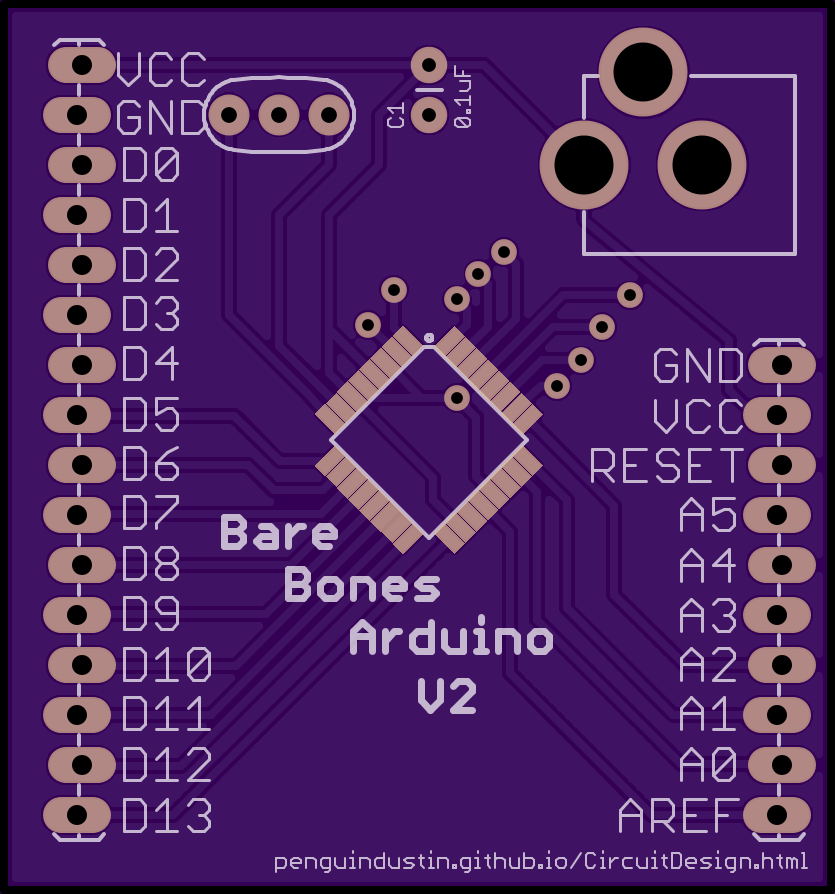 VCC
GND
D0
D1
D2
D3
D4
D5
D6
D7
D8
D9
D10
D11
D12
D13
C1
0.1uF
GND
VCC
RESET
A5
A4
A3
A2
A1
A0
AREF
Bare
Bones
Arduino
V2
penguindustin.github.io/CircuitDesign.html